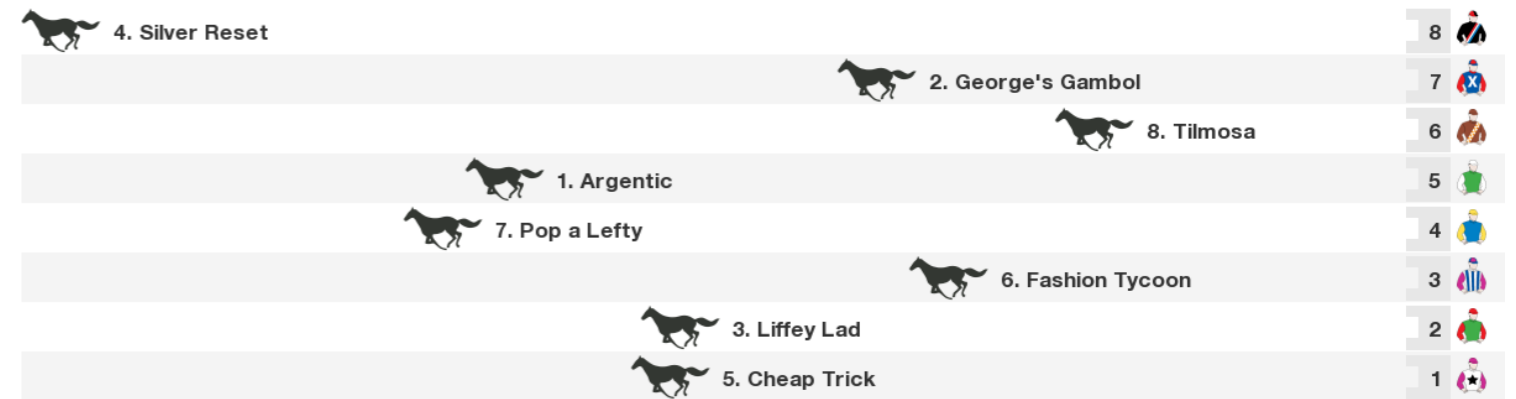 4. Silver Reset 8
2. George's Gambol 7 X
8. Tilmosa 6
1. Argentic 5
7. Pop a Lefty 4
6. Fashion Tycoon 3
3. Liffey Lad 2
5. Cheap Trick 1